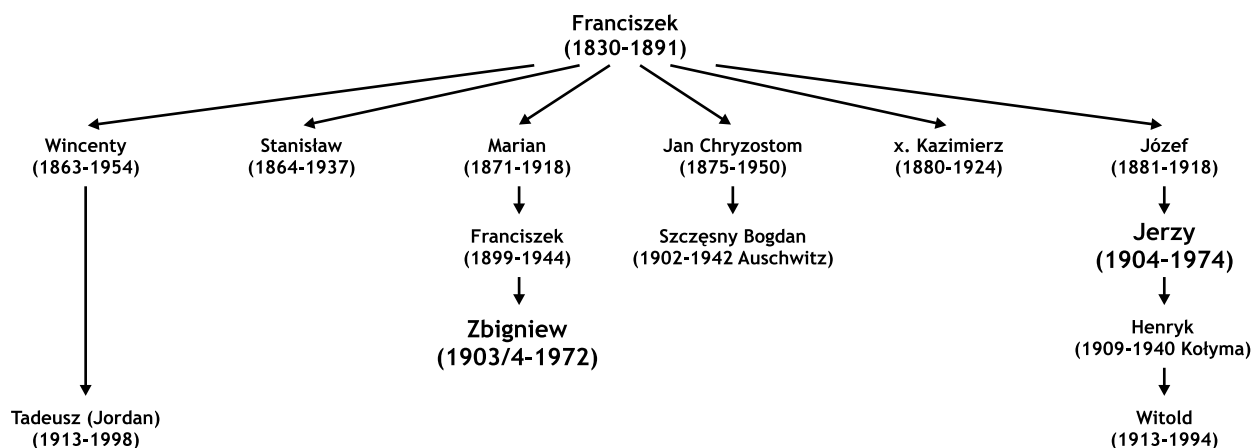 Franciszek
(1830-1891)
Wincenty
(1863-1954)
Stanisław
(1864-1937)
Marian
(1871-1918)
Jan Chryzostom
(1875-1950)
x. Kazimierz
(1880-1924)
Józef
(1881-1918)
Franciszek
(1899-1944)
Szczęsny Bogdan
(1902-1942 Auschwitz)
Jerzy
(1904-1974)
Zbigniew
(1903/4-1972)
Henryk
(1909-1940 Kołyma)
Tadeusz (Jordan)
(1913-1998)
Witold
(1913-1994)